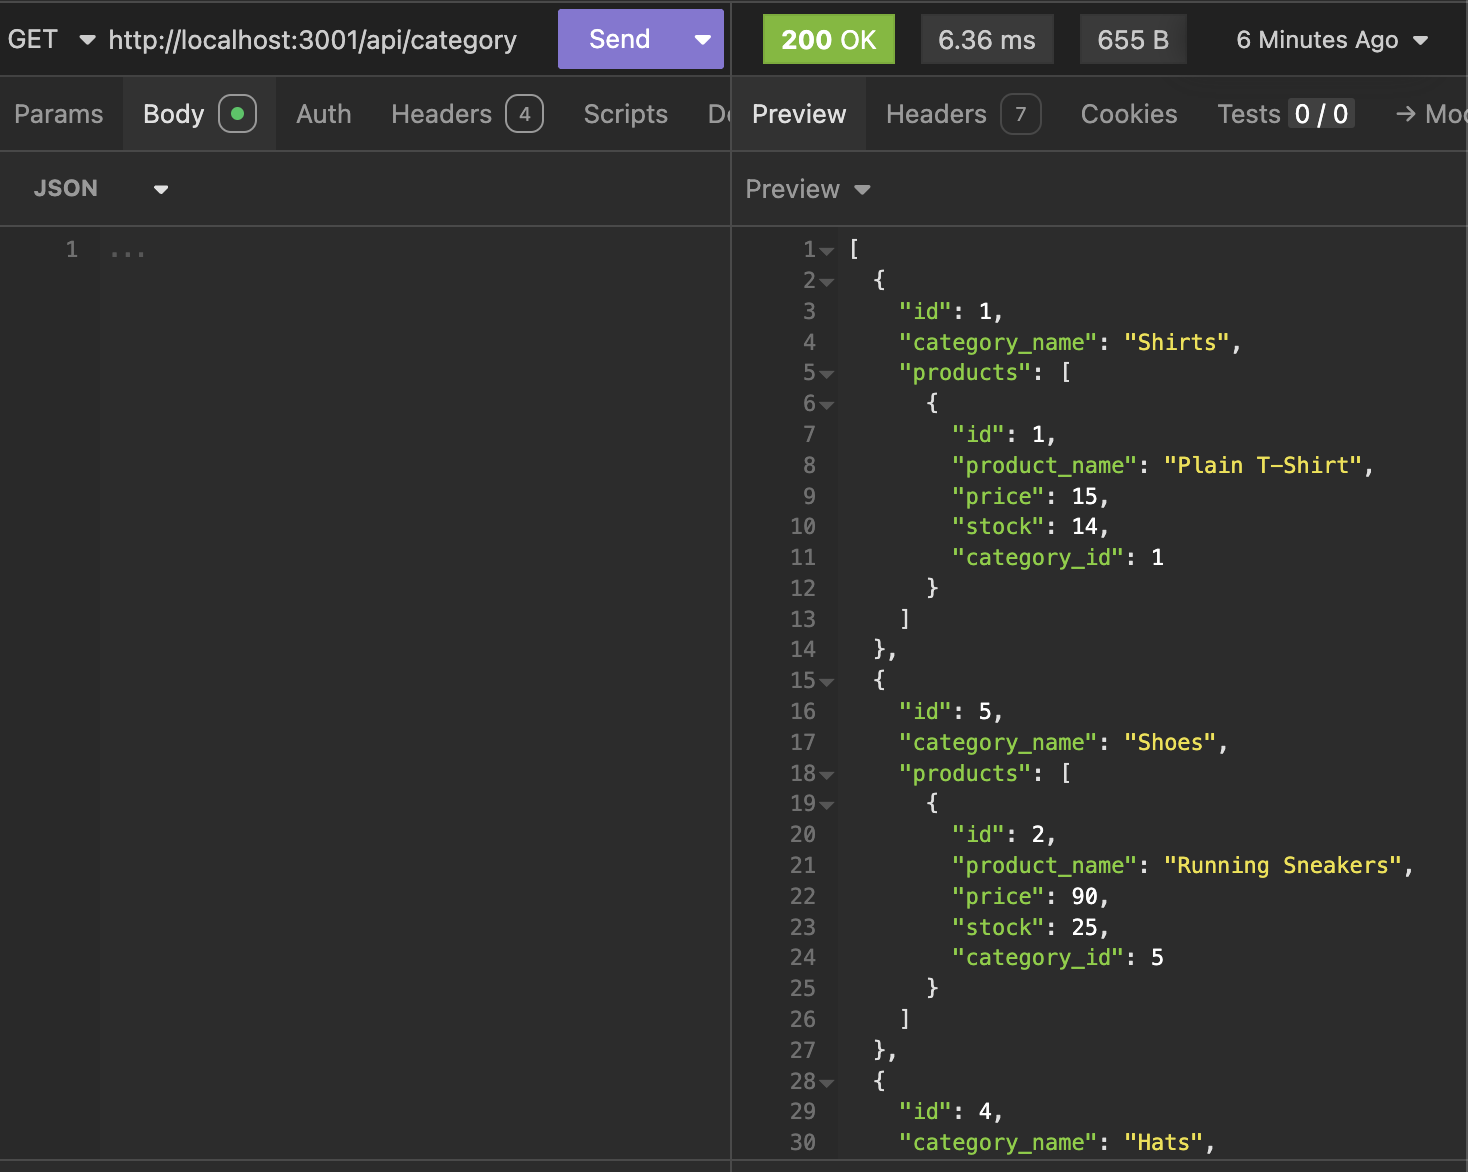 GET http://localhost:3001/api/category Send 200 OK 6.36 ms 655 B 6 Minutes Ago
Params Body Auth Headers 4 Scripts Preview Headers 7 Cookies Tests 0 / 0
JSON
Preview
1 ...
1 [
2 {
3 "id": 1,
4 "category_name": "Shirts",
5 "products": [
6 {
7 "id": 1,
8 "product_name": "Plain T-Shirt",
9 "price": 15,
10 "stock": 14,
11 "category_id": 1
12 }
13 ]
14 },
15 {
16 "id": 5,
17 "category_name": "Shoes",
18 "products": [
19 {
20 "id": 2,
21 "product_name": "Running Sneakers",
22 "price": 90,
23 "stock": 25,
24 "category_id": 5
25 }
26 ]
27 },
28 {
29 "id": 4,
30 "category_name": "Hats",